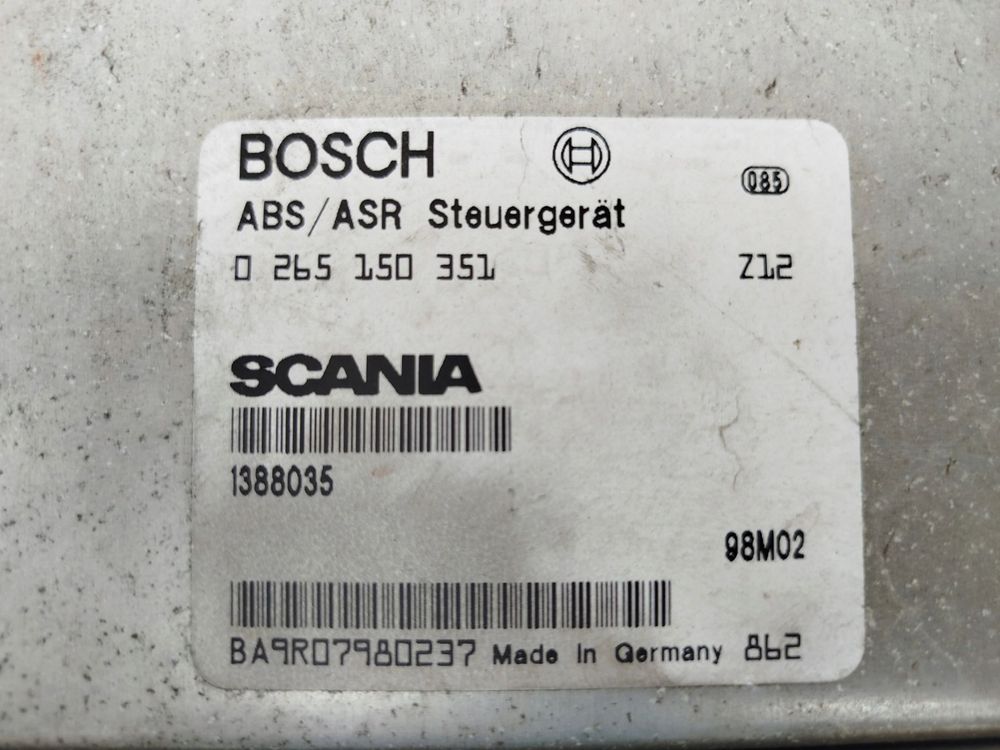 BOSCH
085
ABS/ASR Steuergerät
0 265 150 351 Z12
SCANIA
1388035
98M02
BA9R07980237 Made In Germany 862